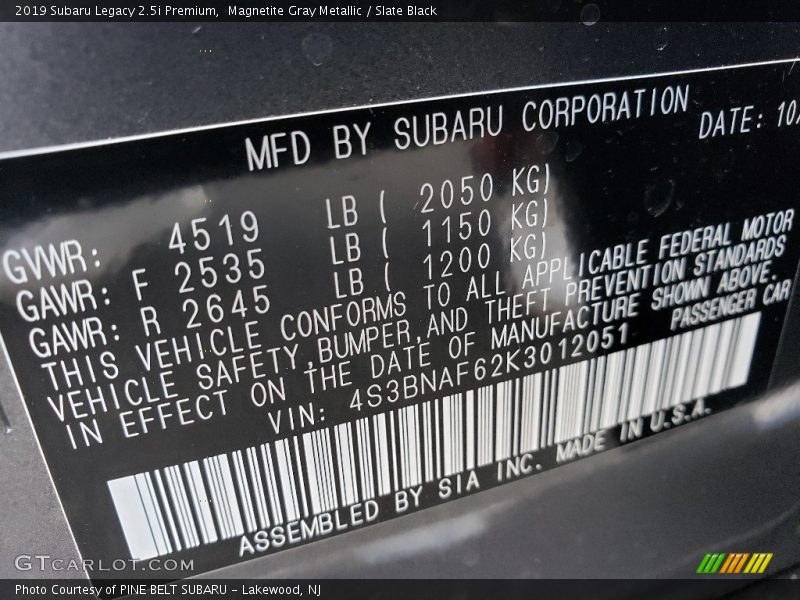 2019 Subaru Legacy 2.5i Premium,  Magnetite Gray Metallic / Slate Black
MFD BY SUBARU CORPORATION DATE: 10/
GVWR: 4519 LB ( 2050 KG)
GAWR: F 2535 LB ( 1150 KG)
GAWR: R 2645 LB ( 1200 KG)
THIS VEHICLE CONFORMS TO ALL APPLICABLE FEDERAL MOTOR
VEHICLE SAFETY,BUMPER,AND THEFT PREVENTION STANDARDS
IN EFFECT ON THE DATE OF MANUFACTURE SHOWN ABOVE.
VIN: 4S3BNAF62K3012051 PASSENGER CAR
ASSEMBLED BY SIA INC. MADE IN U.S.A.
GTCARLOT.COM
Photo Courtesy of PINE BELT SUBARU - Lakewood, NJ